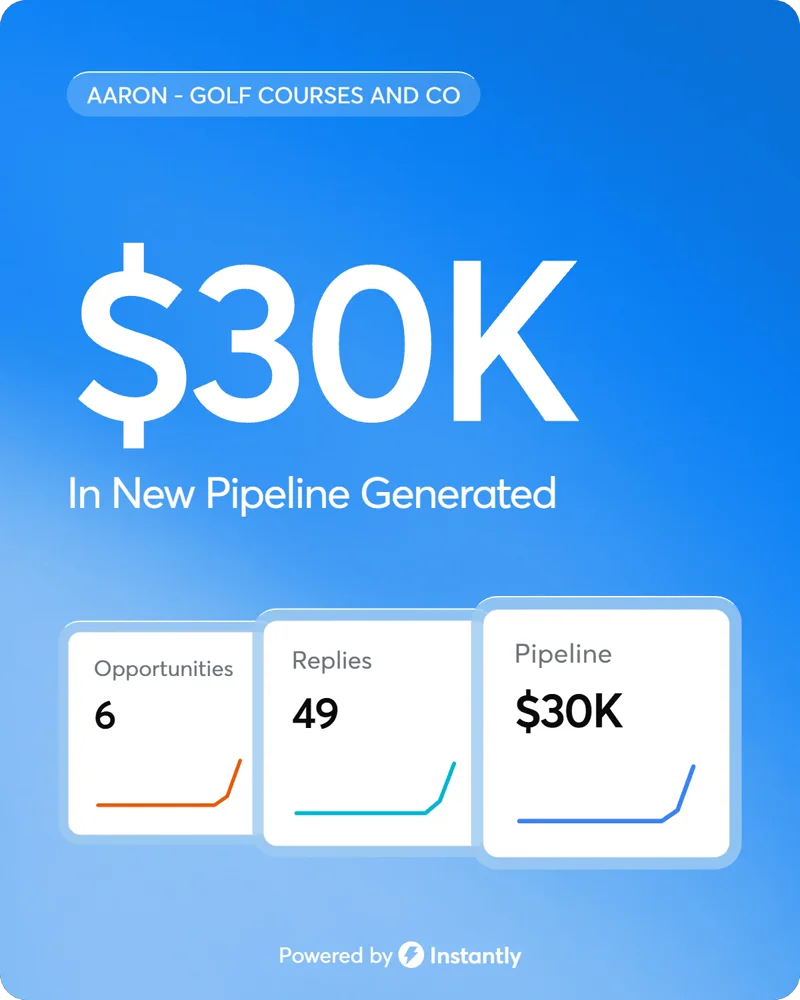 AARON - GOLF COURSES AND CO
$30K
In New Pipeline Generated
Opportunities
6
Replies
49
Pipeline
$30K
Powered by Instantly